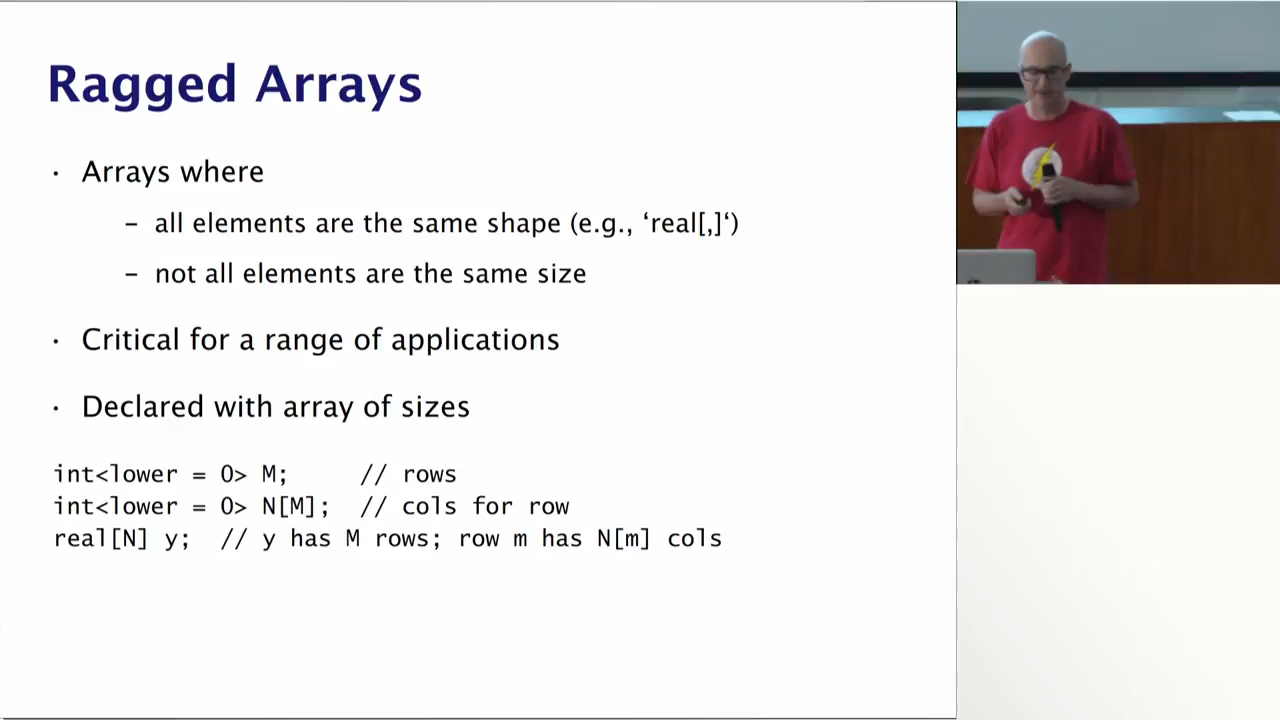 Ragged Arrays
· Arrays where
– all elements are the same shape (e.g., ‘real[,]‘)
– not all elements are the same size
· Critical for a range of applications
· Declared with array of sizes
int<lower = 0> M;     // rows
int<lower = 0> N[M];  // cols for row
real[N] y;  // y has M rows; row m has N[m] cols